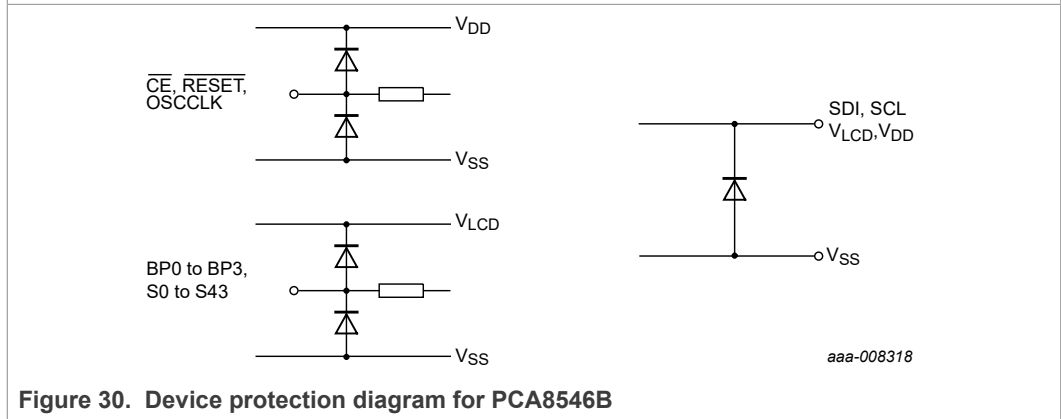 VDD
CE, RESET,
OSCCLK
VSS
VLCD
BP0 to BP3,
S0 to S43
VSS
SDI, SCL
VLCD,VDD
VSS
aaa-008318
Figure 30. Device protection diagram for PCA8546B